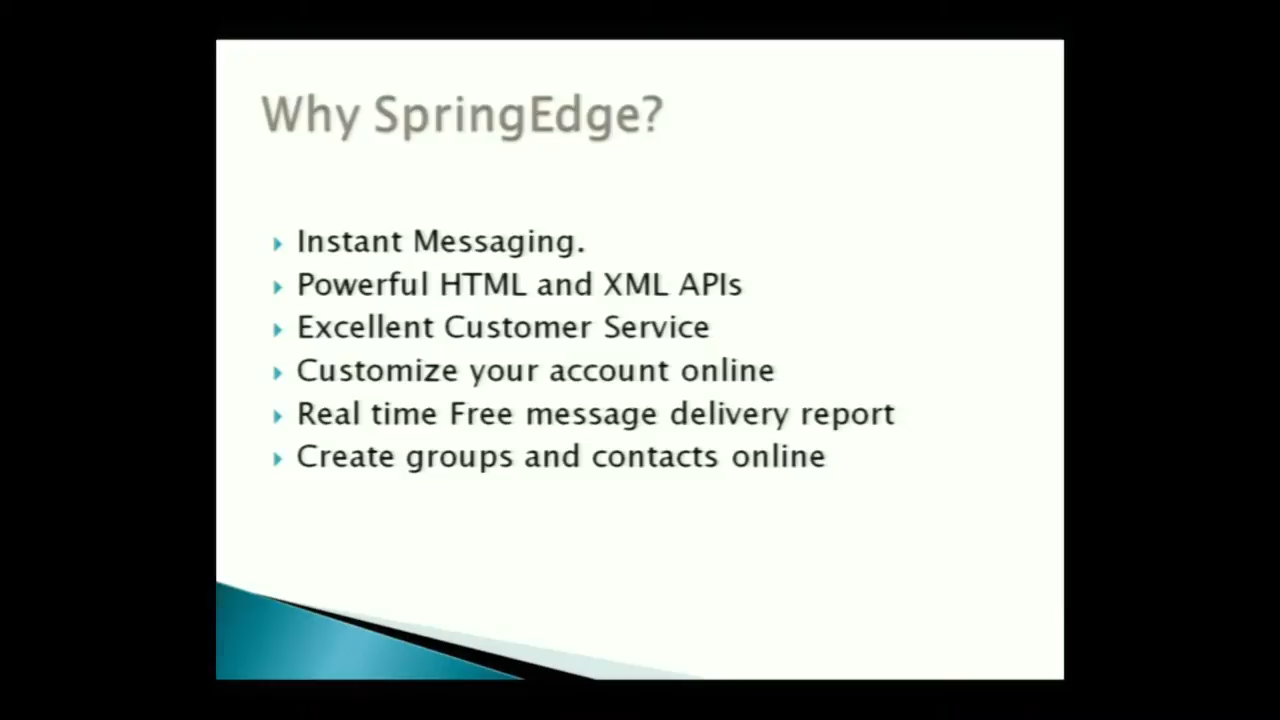 Why SpringEdge?
Instant Messaging.
Powerful HTML and XML APIs
Excellent Customer Service
Customize your account online
Real time Free message delivery report
Create groups and contacts online